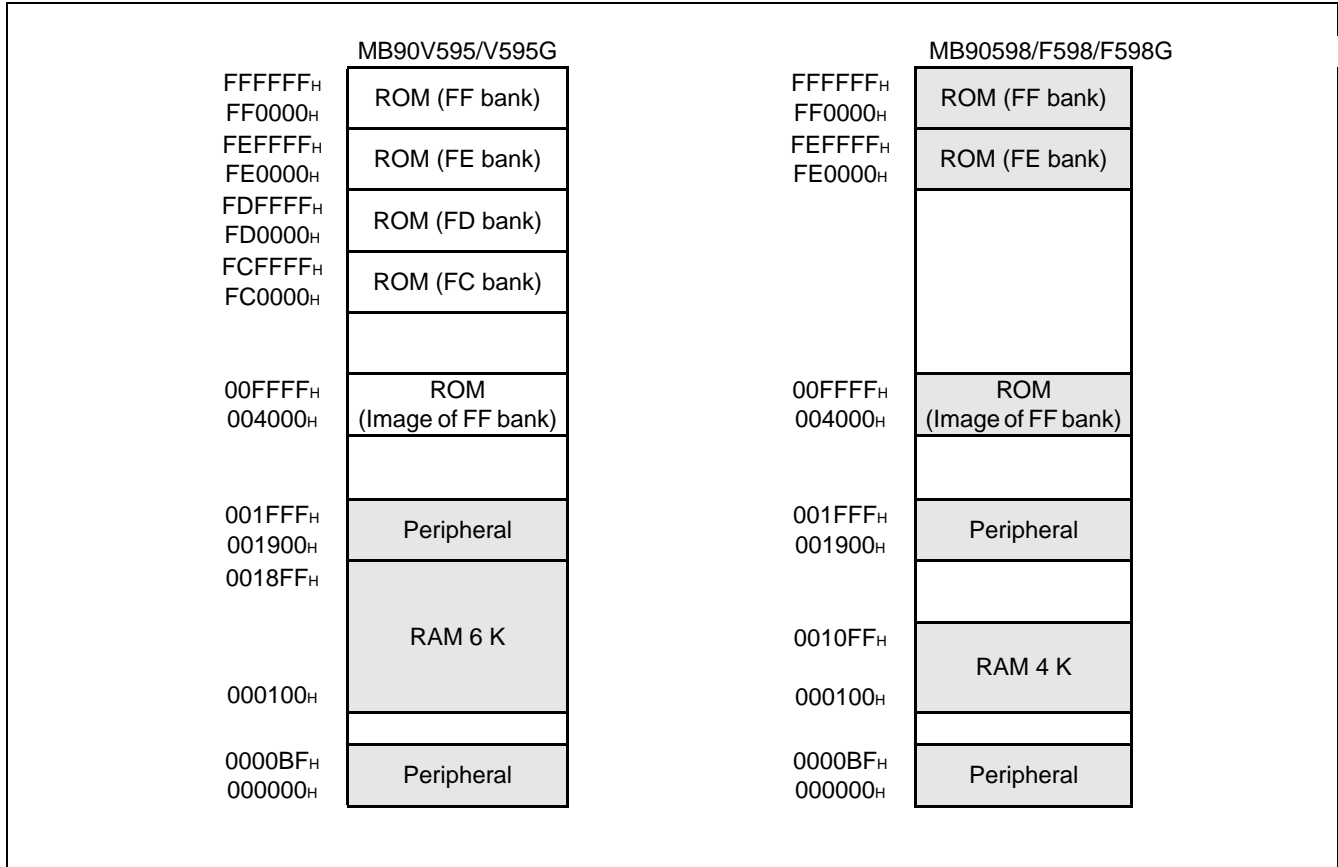 MB90V595/V595G
FFFFFFH
FF0000H
ROM (FF bank)
FEFFFFH
FE0000H
ROM (FE bank)
FDFFFFH
FD0000H
ROM (FD bank)
FCFFFFH
FC0000H
ROM (FC bank)
00FFFFH
004000H
ROM
(Image of FF bank)
001FFFH
001900H
Peripheral
0018FFH
RAM 6 K
000100H
0000BFH
000000H
Peripheral
MB90598/F598/F598G
FFFFFFH
FF0000H
ROM (FF bank)
FEFFFFH
FE0000H
ROM (FE bank)
00FFFFH
004000H
ROM
(Image of FF bank)
001FFFH
001900H
Peripheral
0010FFH
RAM 4 K
000100H
0000BFH
000000H
Peripheral